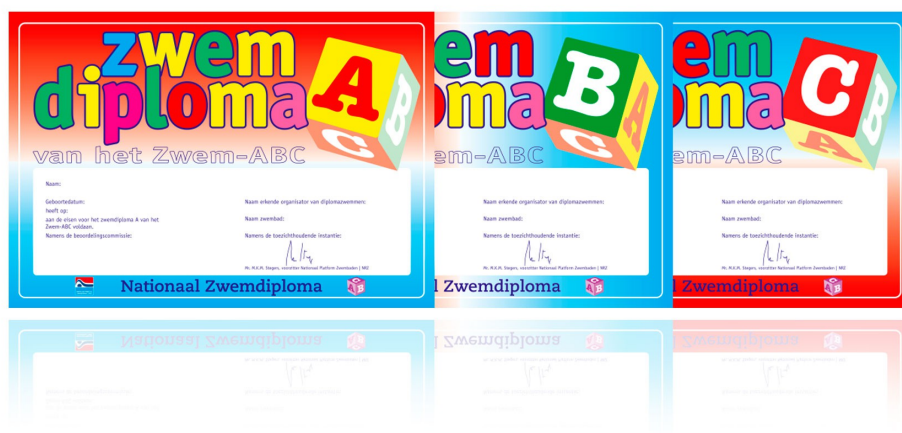 zwem
diploma
A
B
C
van het Zwem-ABC
Naam:
Geboortedatum:
heeft op:
aan de eisen voor het zwemdiploma A van het
Zwem-ABC voldaan.
Namens de beoordelingscommissie:
Naam erkende organisator van diplomazwemmen:
Naam zwembad:
Namens de toezichthoudende instantie:
Nationaal Zwemdiploma
em
oma
B
A
C
em-ABC
Naam erkende organisator van diplomazwemmen:
Naam zwembad:
Namens de toezichthoudende instantie:
l Zwemdiploma
em
oma
C
B
A
em-ABC
Naam erkende organisator van diplomazwemmen:
Naam zwembad:
Namens de toezichthoudende instantie:
l Zwemdiploma